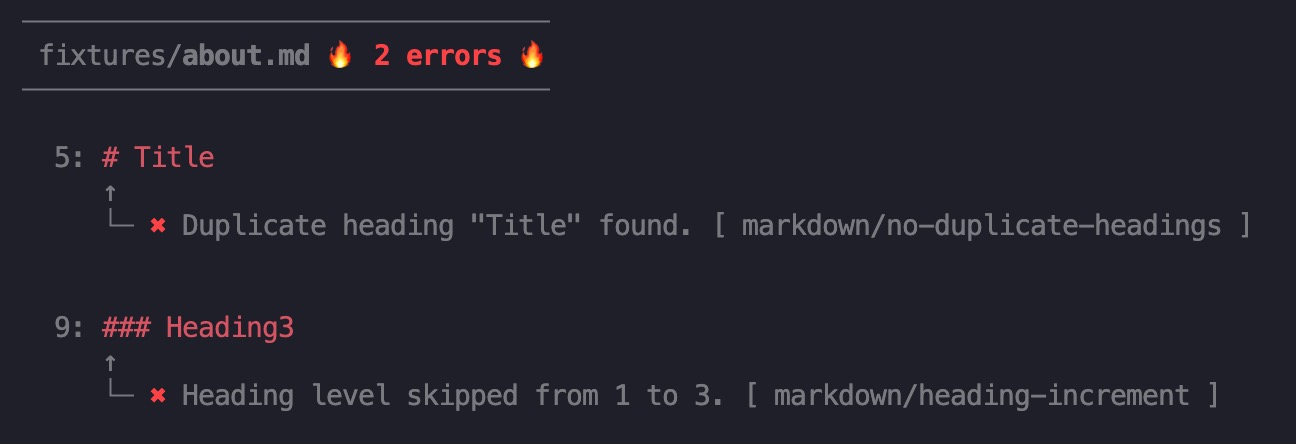 fixtures/about.md 🔥 2 errors 🔥
5: # Title
↑
└─ ✖ Duplicate heading "Title" found. [ markdown/no-duplicate-headings ]
9: ### Heading3
↑
└─ ✖ Heading level skipped from 1 to 3. [ markdown/heading-increment ]